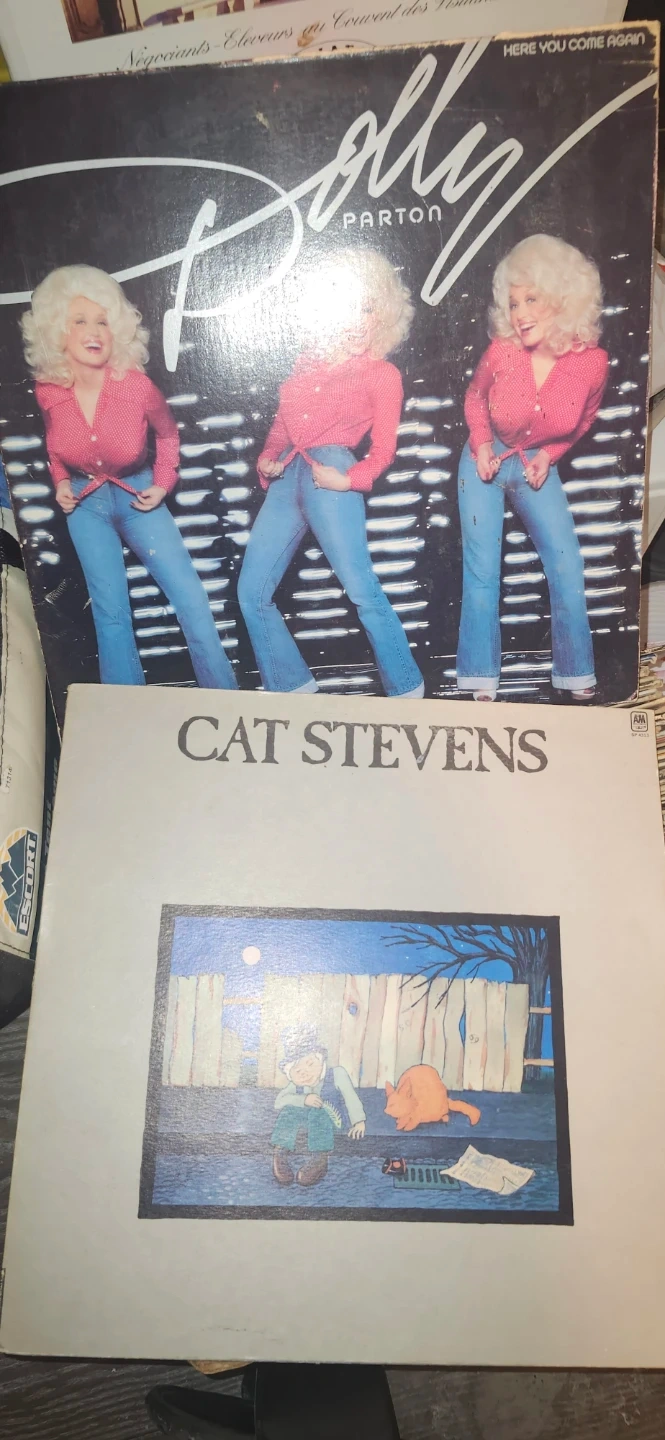 Négociants-Eleveurs au Couvent des
HERE YOU COME AGAIN
Dolly
PARTON
CAT STEVENS
A&M
ESCORT